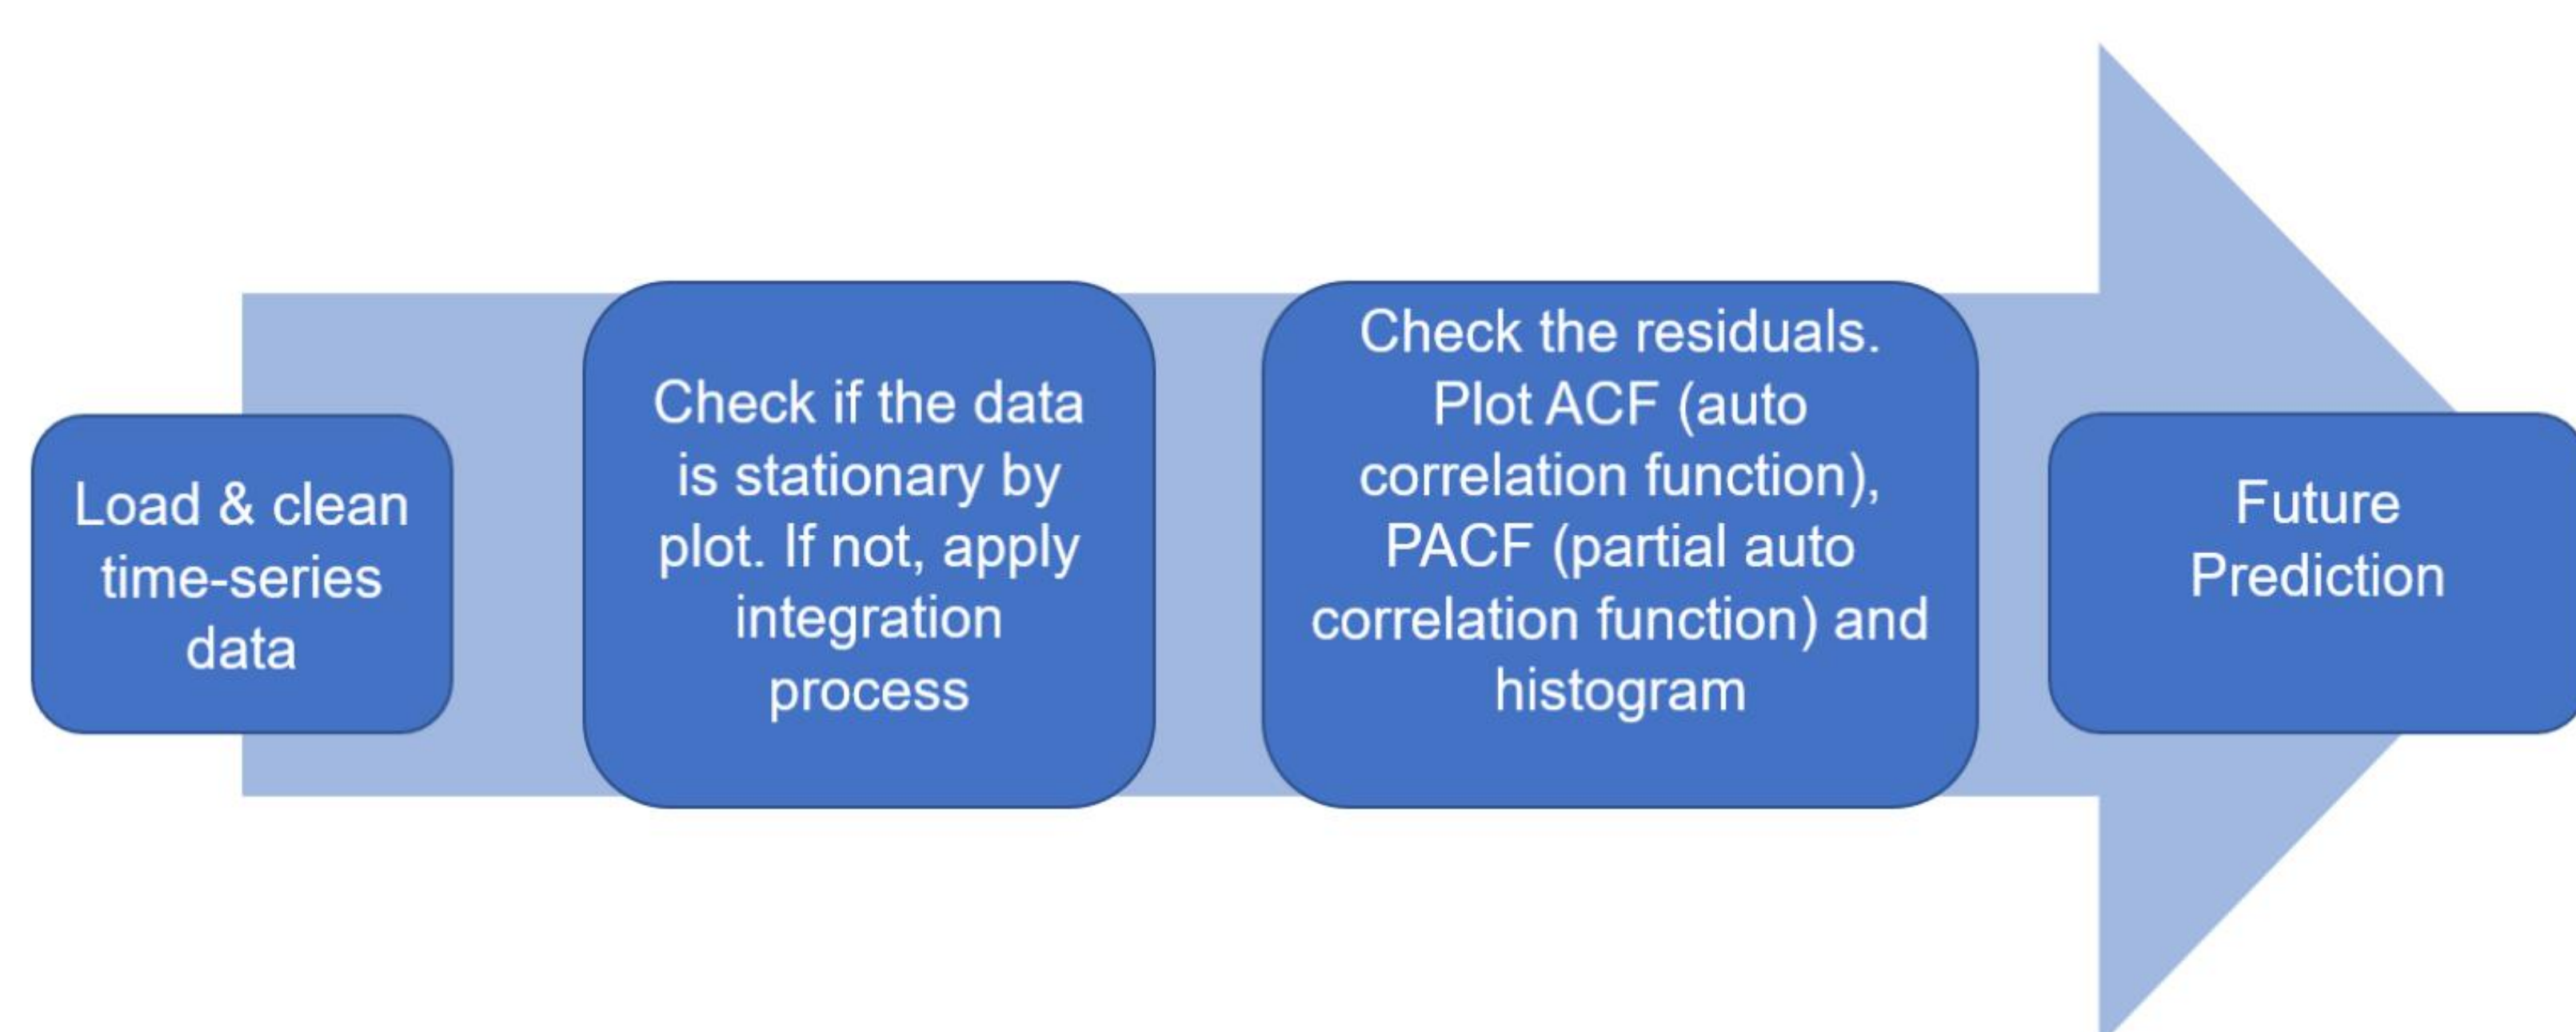 Load & clean
time-series
data
Check if the data
is stationary by
plot. If not, apply
integration
process
Check the residuals.
Plot ACF (auto
correlation function),
PACF (partial auto
correlation function) and
histogram
Future
Prediction